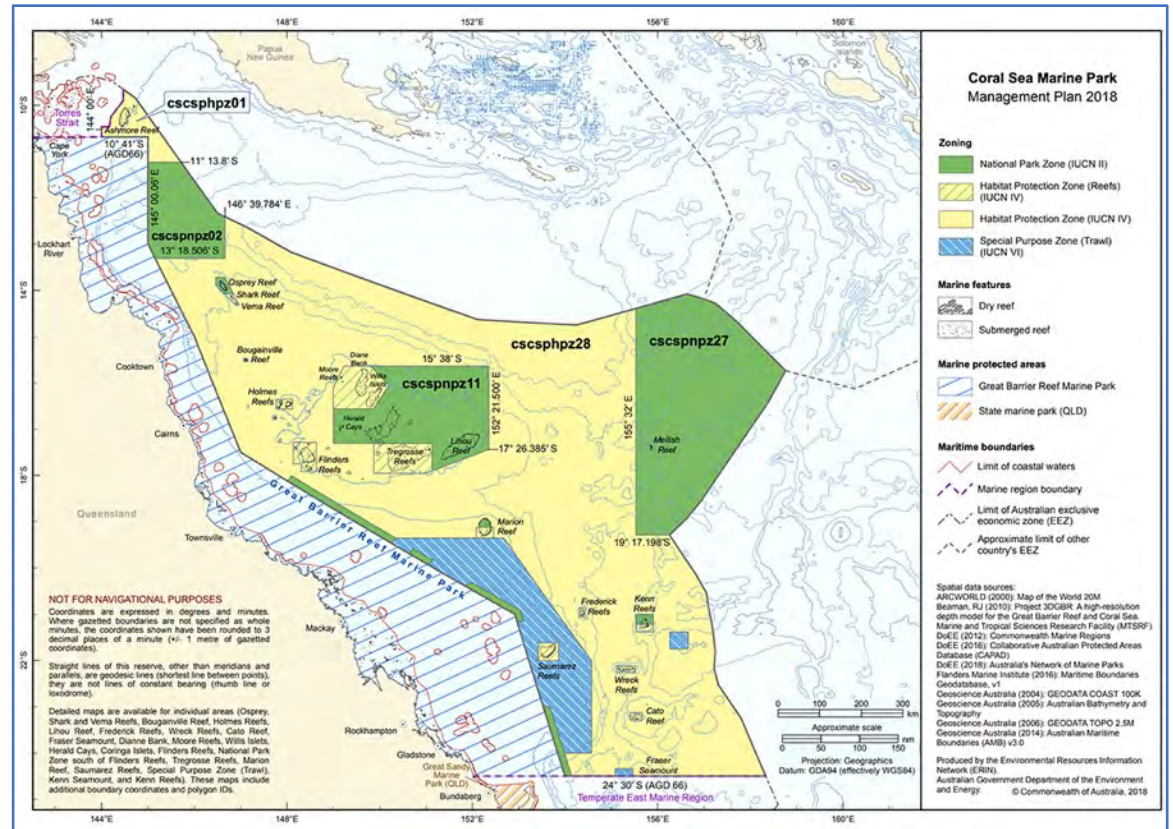 144° E
148° E
152° E
156° E
160° E
Papua
New Guinea
Solomon
Islands
10°S
14°S
18°S
22°S
Torres
Strait
144° 00' E
cscsphpz01
Ashmore Reef
Cape
York
10° 41' S
(AGD66)
11° 13.8' S
145° 00.06' E
146° 39.784' E
cscspnpz02
13° 18.506' S
Lockhart
River
Osprey Reef
Shark Reef
Vema Reef
Bougainville
Reef
Cooktown
Holmes
Reefs
Moore
Reefs
Diane
Bank
Willis
Islets
15° 38' S
cscspnpz11
152° 21.500' E
Herald
Cays
Lihou
Reef
Tregrosse
Reefs
17° 26.385' S
Flinders
Reefs
Cairns
cscsphpz28
cscspnpz27
155° 32' E
Mellish
Reef
19° 17.198'S
Queensland
Townsville
Great Barrier Reef Marine Park
Marion
Reef
Mackay
Frederick
Reefs
Kenn
Reefs
Saumarez
Reefs
Wreck
Reefs
Cato
Reef
Rockhampton
Gladstone
Great Sandy
Marine
Park (QLD)
Bundaberg
Fraser
Seamount
24° 30' S (AGD 66)
Temperate East Marine Region
NOT FOR NAVIGATIONAL PURPOSES
Coordinates are expressed in degrees and minutes.
Where gazetted boundaries are not specified as whole
minutes, the coordinates shown have been rounded to 3
decimal places of a minute (+/- 1 metre of gazetted
coordinates).
Straight lines of this reserve, other than meridians and
parallels, are geodesic lines (shortest line between points),
they are not lines of constant bearing (rhumb line or
loxodrome).
Detailed maps are available for individual areas (Osprey,
Shark and Vema Reefs, Bougainville Reef, Holmes Reefs,
Lihou Reef, Frederick Reefs, Wreck Reefs, Cato Reef,
Fraser Seamount, Dianne Bank, Moore Reefs, Willis Islets,
Herald Cays, Coringa Islets, Flinders Reefs, National Park
Zone south of Flinders Reefs, Tregrosse Reefs, Marion
Reef, Saumarez Reefs, Special Purpose Zone (Trawl),
Kenn Seamount, and Kenn Reefs). These maps include
additional boundary coordinates and polygon IDs.
0 100 200 300
km
Approximate scale
nm
0 50 100 150
Projection: Geographics
Datum: GDA94 (effectively WGS84)
144° E
148° E
152° E
156° E
160° E
Coral Sea Marine Park
Management Plan 2018
Zoning
National Park Zone (IUCN II)
Habitat Protection Zone (Reefs)
(IUCN IV)
Habitat Protection Zone (IUCN IV)
Special Purpose Zone (Trawl)
(IUCN VI)
Marine features
Dry reef
Submerged reef
Marine protected areas
Great Barrier Reef Marine Park
State marine park (QLD)
Maritime boundaries
Limit of coastal waters
Marine region boundary
Limit of Australian exclusive
economic zone (EEZ)
Approximate limit of other
country's EEZ
Spatial data sources:
ARCWORLD (2000): Map of the World 20M
Beaman, RJ (2010): Project 3DGBR: A high-resolution
depth model for the Great Barrier Reef and Coral Sea.
Marine and Tropical Sciences Research Facility (MTSRF)
DoEE (2012): Commonwealth Marine Regions
DoEE (2016): Collaborative Australian Protected Areas
Database (CAPAD)
DoEE (2018): Australia's Network of Marine Parks
Flanders Marine Institute (2016): Maritime Boundaries
Geodatabase, v1
Geoscience Australia (2004): GEODATA COAST 100K
Geoscience Australia (2005): Australian Bathymetry and
Topography
Geoscience Australia (2006): GEODATA TOPO 2.5M
Geoscience Australia (2014): Australian Maritime
Boundaries (AMB) v3.0
Produced by the Environmental Resources Information
Network (ERIN).
Australian Government Department of the Environment
and Energy. © Commonwealth of Australia, 2018